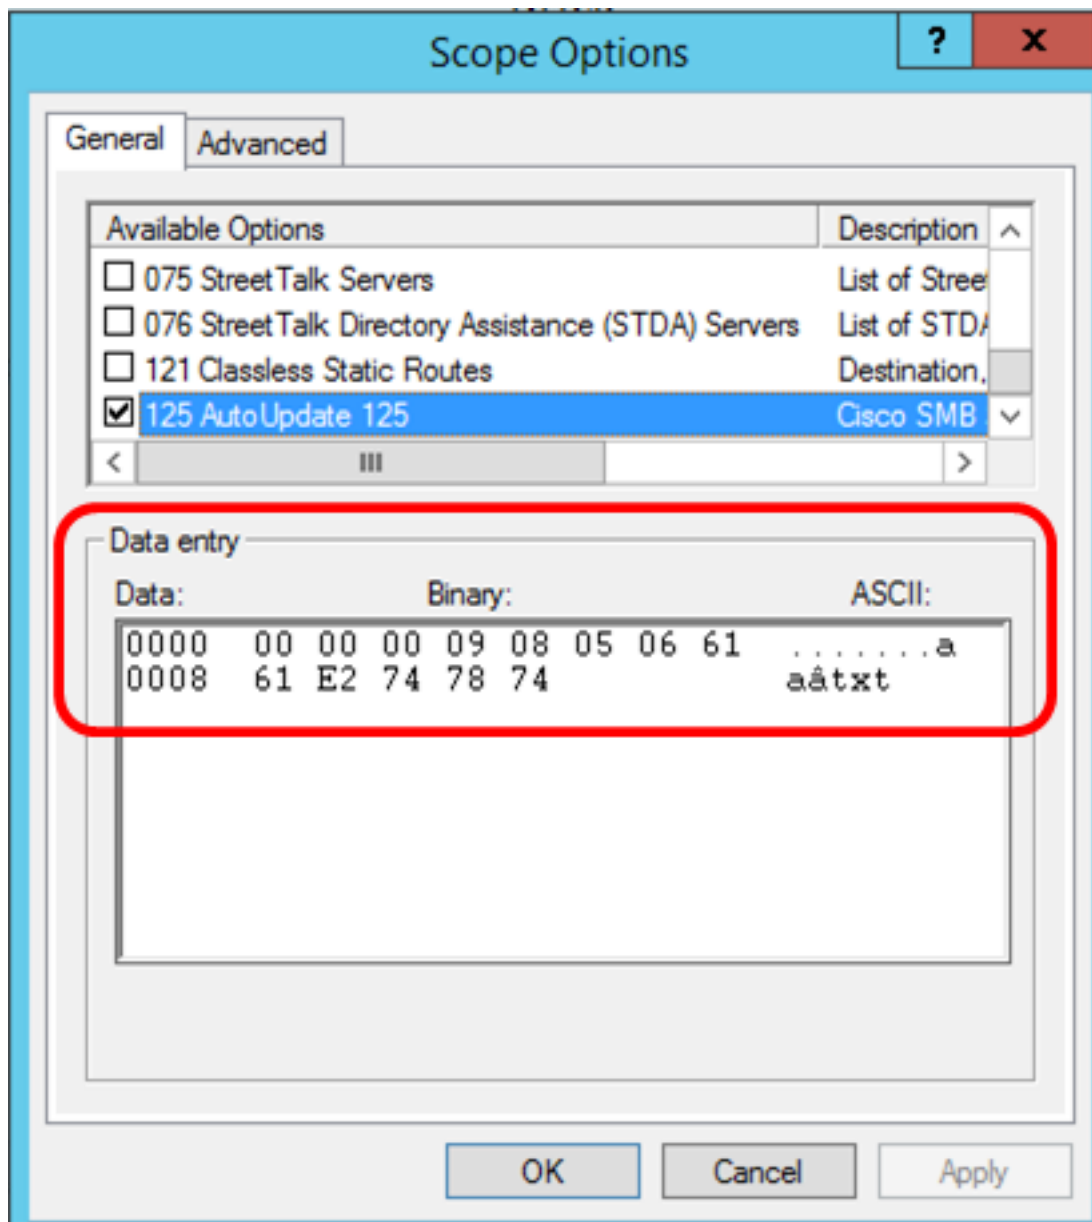 Scope Options
?
x
General
Advanced
Available Options
Description
075 StreetTalk Servers
List of Stree
076 StreetTalk Directory Assistance (STDA) Servers
List of STDA
121 Classless Static Routes
Destination,
125 AutoUpdate 125
Cisco SMB
Data entry
Data:
Binary:
ASCII:
0000 00 00 00 09 08 05 06 61 .......a
0008 61 E2 74 78 74 aâtxt
OK
Cancel
Apply